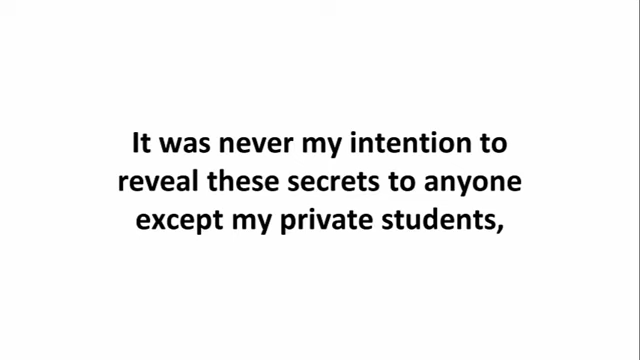 It was never my intention to
reveal these secrets to anyone
except my private students,